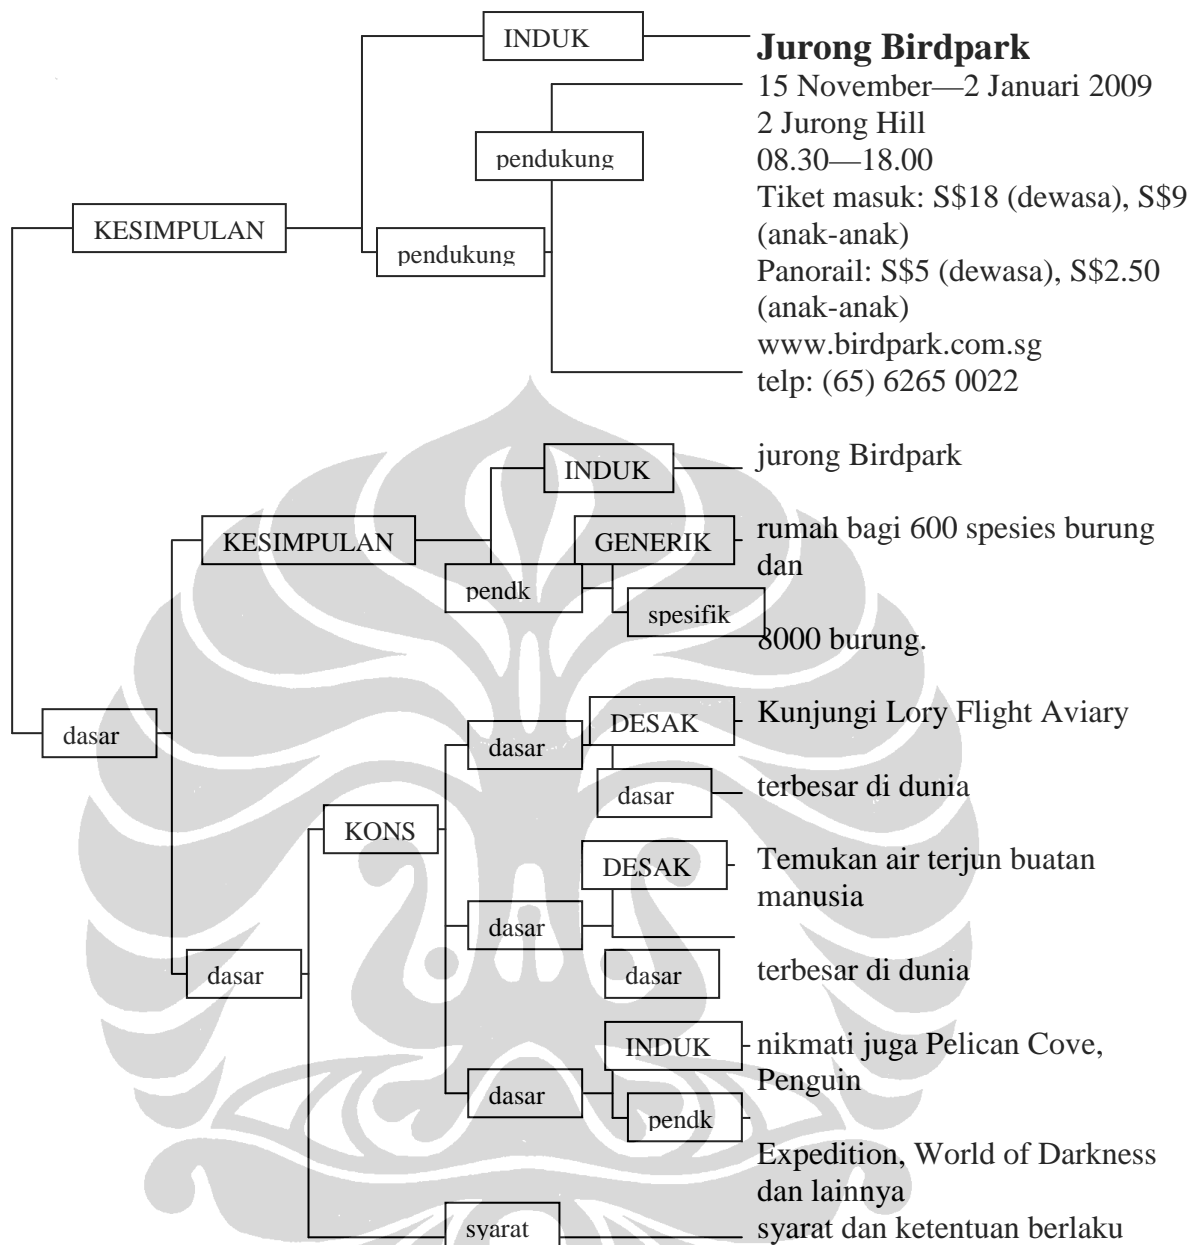 INDUK
Jurong Birdpark
15 November—2 Januari 2009
2 Jurong Hill
pendukung
08.30—18.00
Tiket masuk: S$18 (dewasa), S$9
KESIMPULAN
(anak-anak)
pendukung
Panorail: S$5 (dewasa), S$2.50
(anak-anak)
www.birdpark.com.sg
telp: (65) 6265 0022
INDUK
jurong Birdpark
KESIMPULAN
GENERIK
rumah bagi 600 spesies burung
dan
pendk
spesifik
8000 burung.
dasar
dasar
DESAK
Kunjungi Lory Flight Aviary
dasar
terbesar di dunia
KONS
DESAK
Temukan air terjun buatan
manusia
dasar
dasar
dasar
terbesar di dunia
INDUK
nikmati juga Pelican Cove,
Penguin
dasar
pendk
Expedition, World of Darkness
dan lainnya
syarat
syarat dan ketentuan berlaku